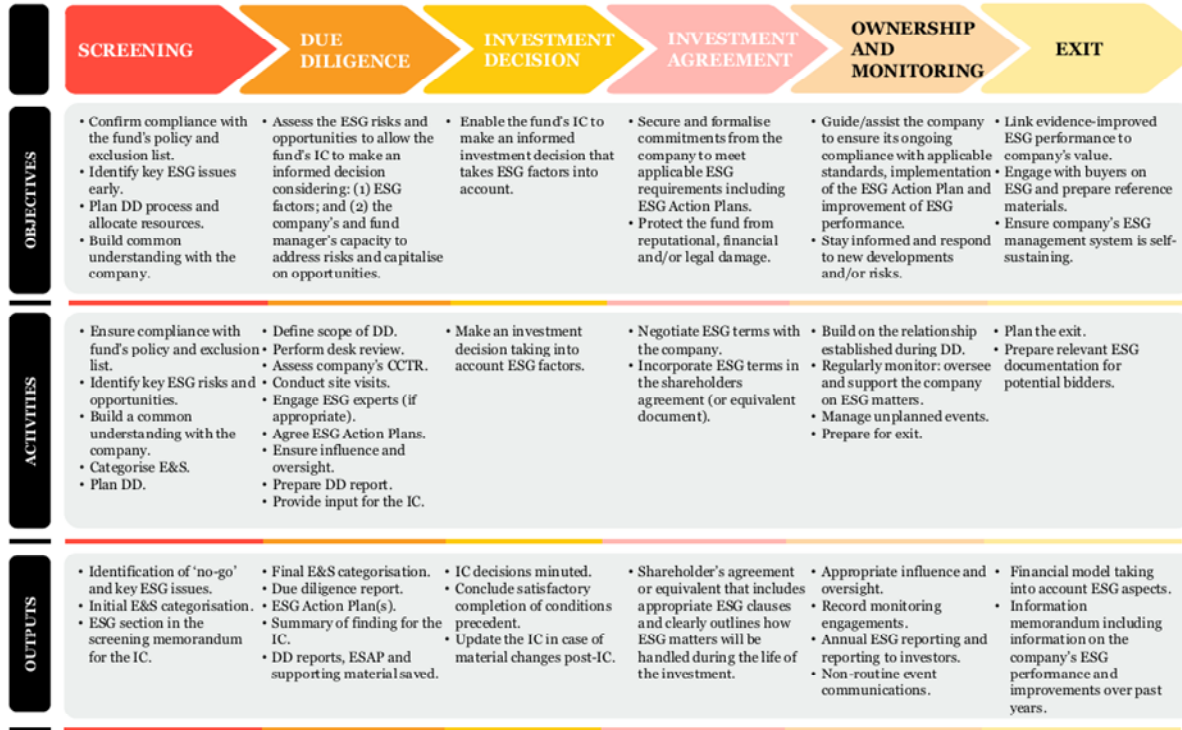 SCREENING
DUE
DILIGENCE
INVESTMENT
DECISION
INVESTMENT
AGREEMENT
OWNERSHIP
AND
MONITORING
EXIT
OBJECTIVES
• Confirm compliance with
the fund's policy and
exclusion list.
• Identify key ESG issues
early.
• Plan DD process and
allocate resources.
• Build common
understanding with the
company.
• Assess the ESG risks and
opportunities to allow the
fund's IC to make an
informed decision
considering: (1) ESG
factors; and (2) the
company's and fund
manager's capacity to
address risks and capitalise
on opportunities.
• Enable the fund's IC to
make an informed
investment decision that
takes ESG factors into
account.
• Secure and formalise
commitments from the
company to meet
applicable ESG
requirements including
ESG Action Plans.
• Protect the fund from
reputational, financial
and/or legal damage.
• Guide/assist the company
to ensure its ongoing
compliance with applicable
standards, implementation
of the ESG Action Plan and
improvement of ESG
performance.
• Stay informed and respond
to new developments
and/or risks.
• Link evidence-improved
ESG performance to
company's value.
• Engage with buyers on
ESG and prepare reference
materials.
• Ensure company's ESG
management system is self-
sustaining.
ACTIVITIES
• Ensure compliance with
fund's policy and exclusion
list.
• Identify key ESG risks and
opportunities.
• Build a common
understanding with the
company.
• Categorise E&S.
• Plan DD.
• Define scope of DD.
• Perform desk review.
• Assess company's CCTR.
• Conduct site visits.
• Engage ESG experts (if
appropriate).
• Agree ESG Action Plans.
• Ensure influence and
oversight.
• Prepare DD report.
• Provide input for the IC.
• Make an investment
decision taking into
account ESG factors.
• Negotiate ESG terms with
the company.
• Incorporate ESG terms in
the shareholders
agreement (or equivalent
document).
• Build on the relationship
established during DD.
• Regularly monitor: oversee
and support the company
on ESG matters.
• Manage unplanned events.
• Prepare for exit.
• Plan the exit.
• Prepare relevant ESG
documentation for
potential bidders.
OUTPUTS
• Identification of 'no-go'
and key ESG issues.
• Initial E&S categorisation.
• ESG section in the
screening memorandum
for the IC.
• Final E&S categorisation.
• Due diligence report.
• ESG Action Plan(s).
• Summary of finding for the
IC.
• DD reports, ESAP and
supporting material saved.
• IC decisions minuted.
• Conclude satisfactory
completion of conditions
precedent.
• Update the IC in case of
material changes post-IC.
• Shareholder's agreement
or equivalent that includes
appropriate ESG clauses
and clearly outlines how
ESG matters will be
handled during the life of
the investment.
• Appropriate influence and
oversight.
• Record monitoring
engagements.
• Annual ESG reporting and
reporting to investors.
• Non-routine event
communications.
• Financial model taking
into account ESG aspects.
• Information
memorandum including
information on the
company's ESG
performance and
improvements over past
years.